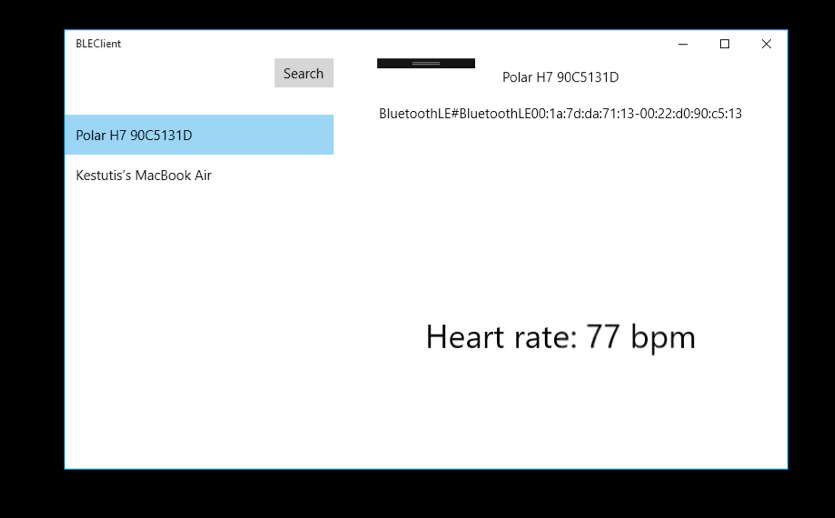 BLEClient
Search
Polar H7 90C5131D
Kestutis’s MacBook Air
Polar H7 90C5131D
BluetoothLE#BluetoothLE00:1a:7d:da:71:13-00:22:d0:90:c5:13
Heart rate: 77 bpm